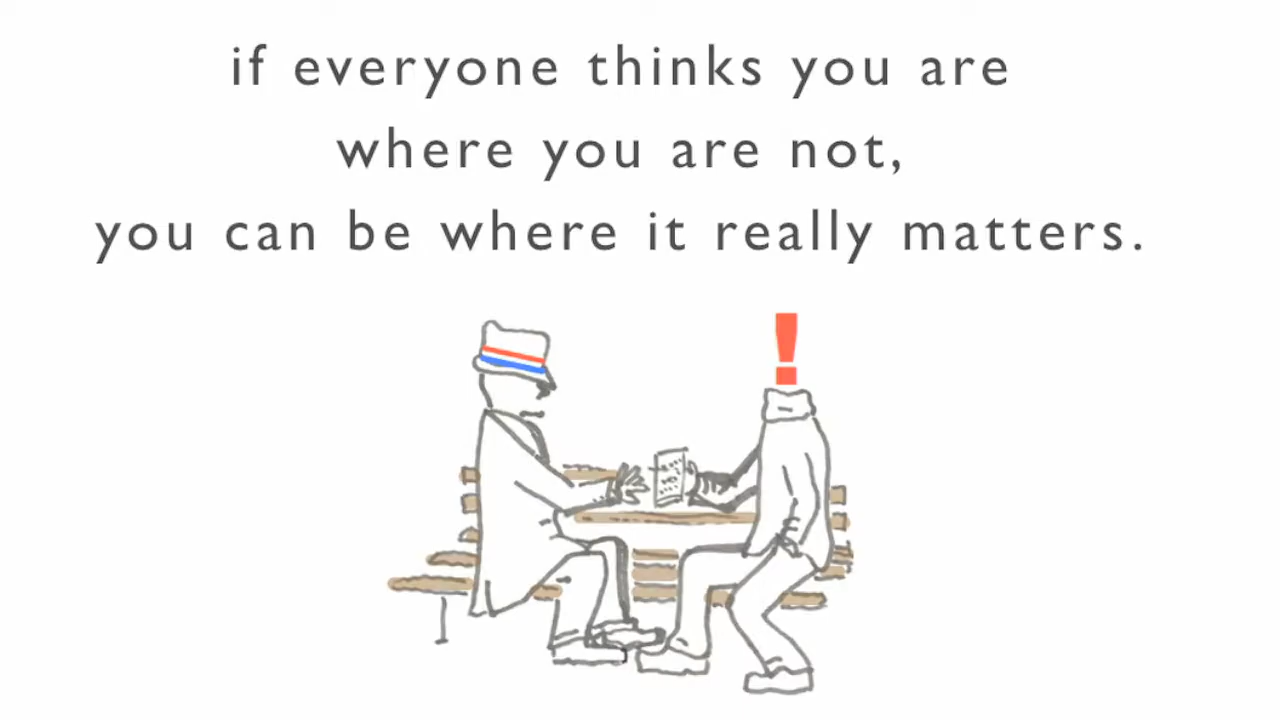 if everyone thinks you are
where you are not,
you can be where it really matters.